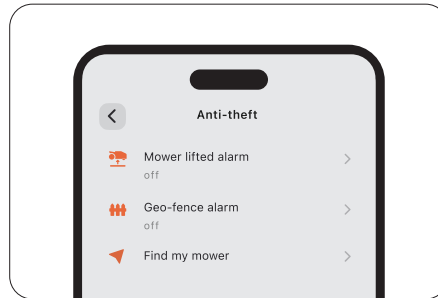 Anti-theft
Mower lifted alarm
off
Geo-fence alarm
off
Find my mower